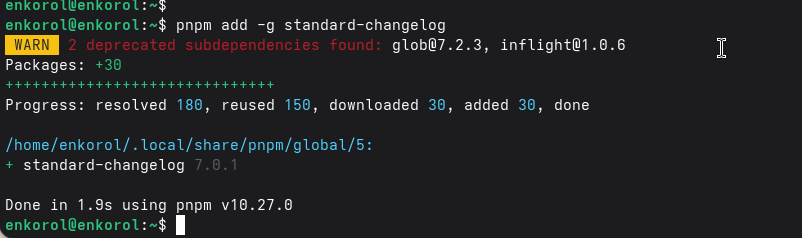 enkorol@enkorol:~$
enkorol@enkorol:~$ pnpm add -g standard-changelog
 WARN  2 deprecated subdependencies found: glob@7.2.3, inflight@1.0.6
Packages: +30
++++++++++++++++++++++++++++++
Progress: resolved 180, reused 150, downloaded 30, added 30, done
/home/enkorol/.local/share/pnpm/global/5:
+ standard-changelog 7.0.1
Done in 1.9s using pnpm v10.27.0
enkorol@enkorol:~$